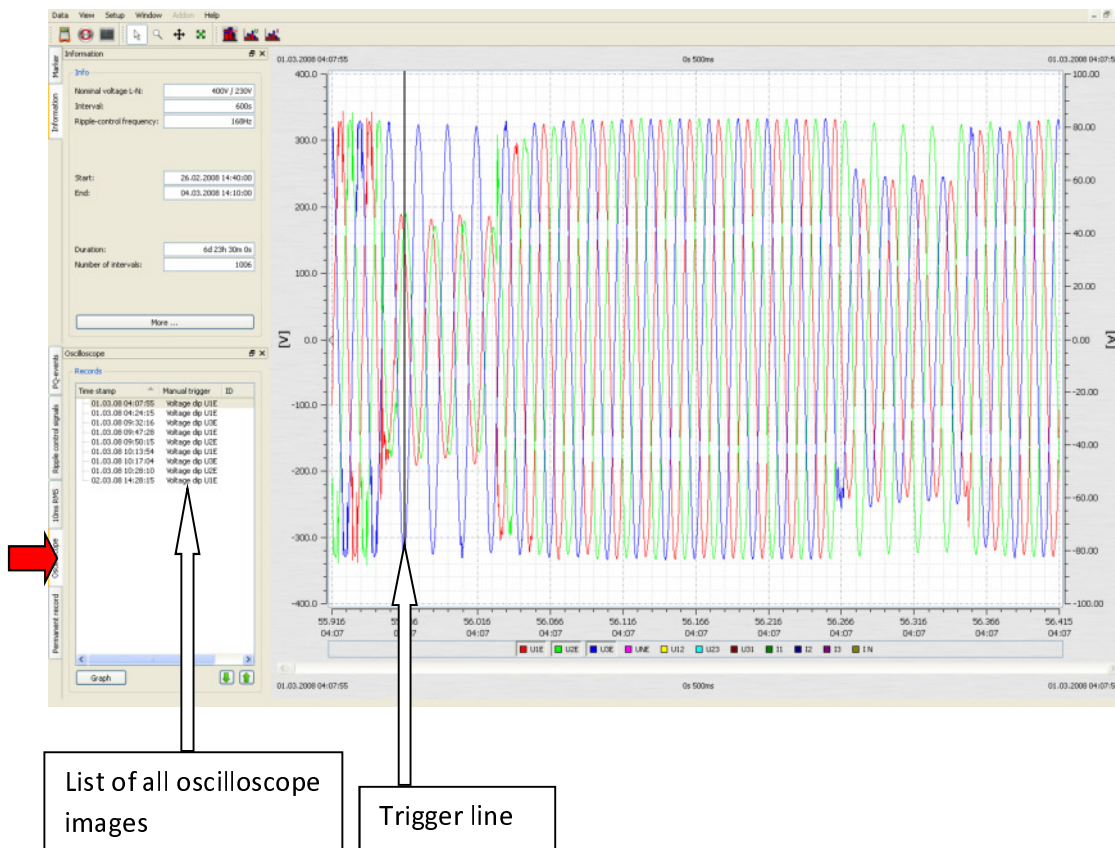 Data View Setup Window Addon Help
Information
Marker
Information
Info
Nominal voltage L-N: 400V / 230V
Interval: 600s
Ripple-control frequency: 168Hz
Start: 26.02.2008 14:40:00
End: 04.03.2008 14:10:00
Duration: 6d 23h 30m 0s
Number of intervals: 1006
More ...
Oscilloscope
PQ-events
Ripple control signals
10ms RMS
Permanent record
Records
Time stamp Manual trigger ID
01.03.08 04:07:55 Voltage dip U1E
01.03.08 04:24:15 Voltage dip U1E
01.03.08 09:32:16 Voltage dip U3E
01.03.08 09:47:28 Voltage dip U1E
01.03.08 09:50:15 Voltage dip U2E
01.03.08 10:13:54 Voltage dip U1E
01.03.08 10:17:04 Voltage dip U3E
01.03.08 10:28:10 Voltage dip U2E
02.03.08 14:28:15 Voltage dip U1E
Graph
01.03.2008 04:07:55 0s 500ms 01.03.2008 04:07:5
400.0 100.00
300.0 80.00
200.0 60.00
40.00
100.0 20.00
[V] 0.0 0.00 [A]
-100.0 -20.00
-40.00
-200.0 -60.00
-300.0 -80.00
-400.0 -100.00
55.916 56.016 56.066 56.116 56.166 56.216 56.266 56.316 56.366 56.415
04:07 04:07 04:07 04:07 04:07 04:07 04:07 04:07 04:07 04:07
U1E U2E U3E UNE U12 U23 U31 I1 I2 I3 I N
01.03.2008 04:07:55 0s 500ms 01.03.2008 04:07:5
List of all oscilloscope
images
Trigger line